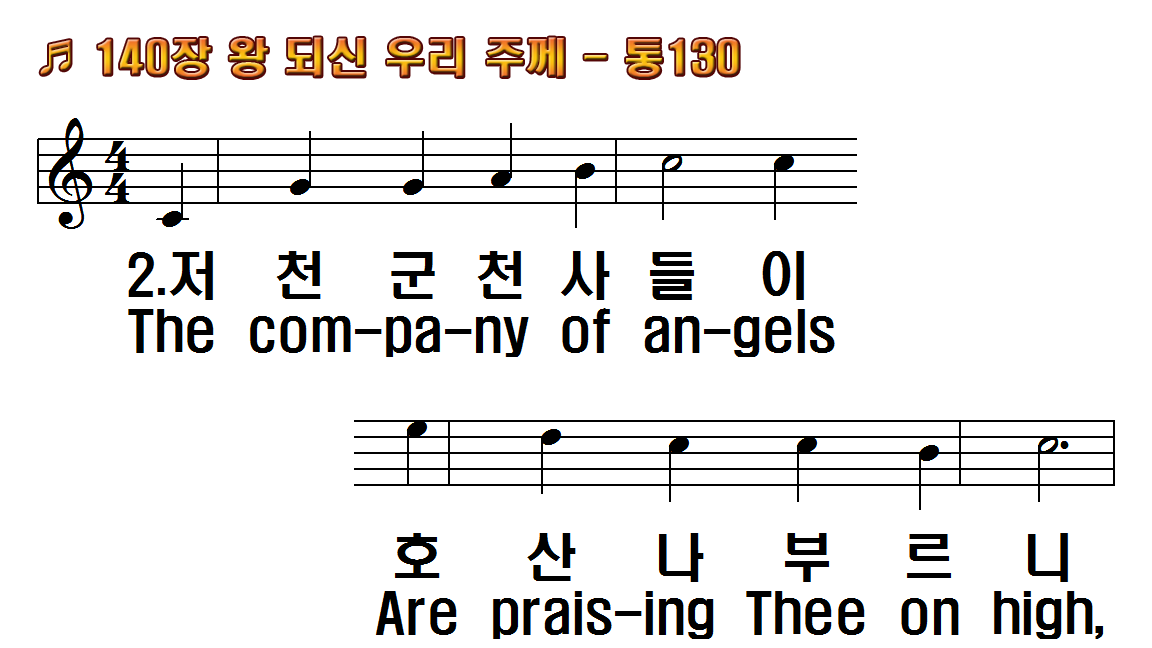 140장 왕 되신 우리 주께 - 통130
2.저 천 군 천 사 들 이
The com-pa-ny of an-gels
호 산 나 부 르 니
Are prais-ing Thee on high,